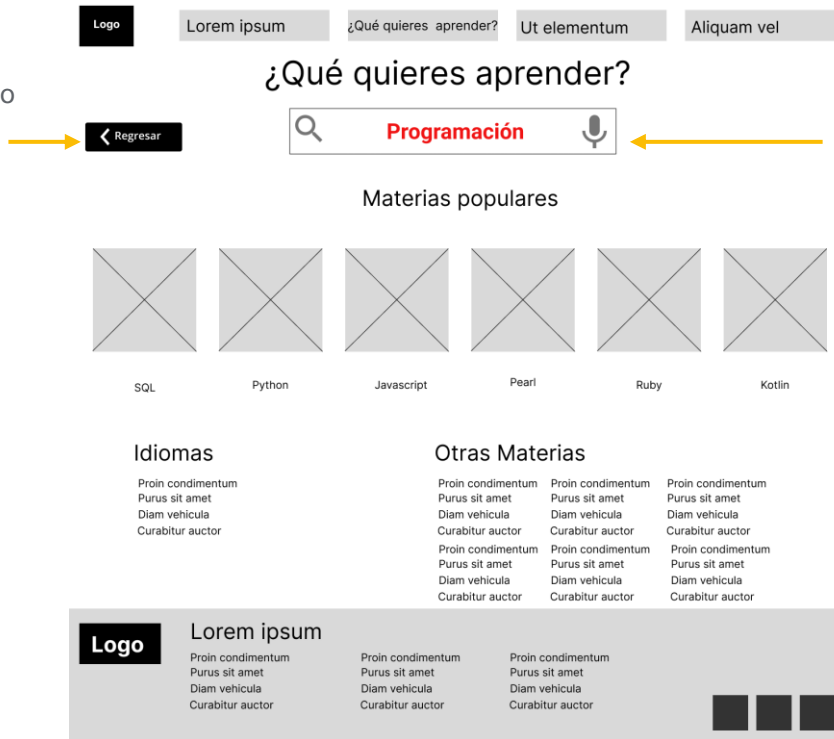 Logo
Lorem ipsum
¿Qué quieres aprender?
Ut elementum
Aliquam vel
¿Qué quieres aprender?
o
Regresar
Programación
Materias populares
SQL
Python
Javascript
Pearl
Ruby
Kotlin
Idiomas
Proin condimentum
Purus sit amet
Diam vehicula
Curabitur auctor
Otras Materias
Proin condimentum Proin condimentum Proin condimentum
Purus sit amet Purus sit amet Purus sit amet
Diam vehicula Diam vehicula Diam vehicula
Curabitur auctor Curabitur auctor Curabitur auctor
Proin condimentum Proin condimentum Proin condimentum
Purus sit amet Purus sit amet Purus sit amet
Diam vehicula Diam vehicula Diam vehicula
Curabitur auctor Curabitur auctor Curabitur auctor
Logo
Lorem ipsum
Proin condimentum Proin condimentum Proin condimentum
Purus sit amet Purus sit amet Purus sit amet
Diam vehicula Diam vehicula Diam vehicula
Curabitur auctor Curabitur auctor Curabitur auctor